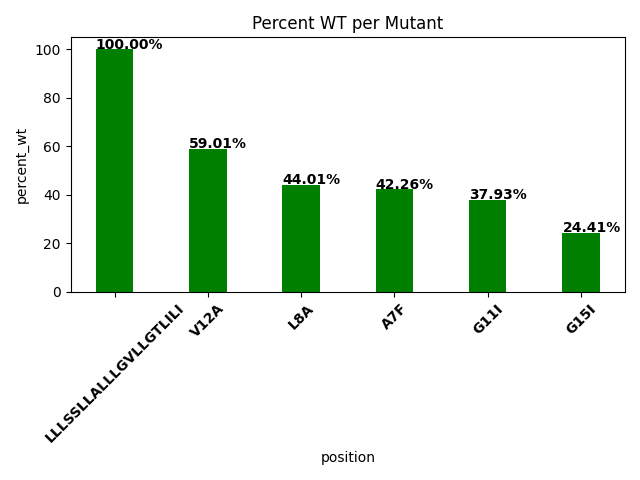 Percent WT per Mutant
percent_wt
100
80
60
40
20
0
100.00%
59.01%
44.01%
42.26%
37.93%
24.41%
LLLSSLLALLLGVLLGTLILI
V12A
L8A
A7F
G11I
G15I
position